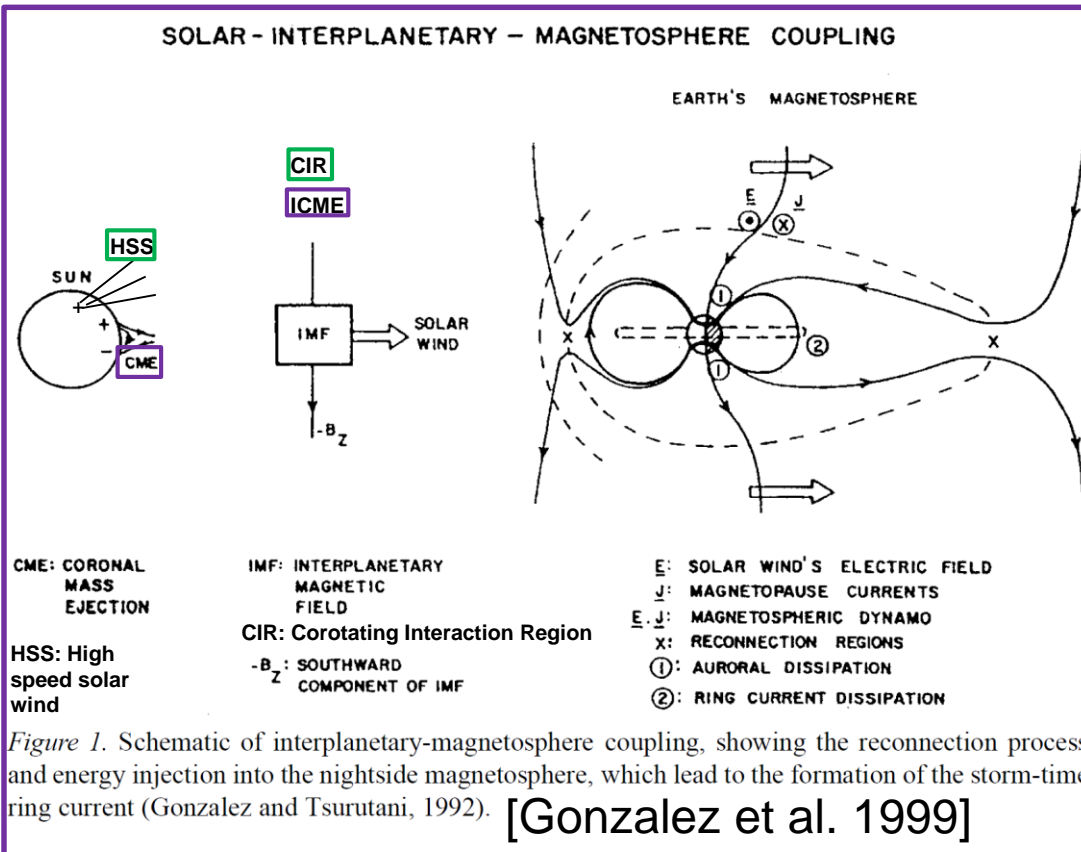 SOLAR - INTERPLANETARY - MAGNETOSPHERE COUPLING
EARTH'S MAGNETOSPHERE
CIR
ICME
HSS
SUN
+
+
-
CME
IMF
SOLAR
WIND
-BZ
E
J
X
1
1
2
X
X
CME: CORONAL
MASS
EJECTION
HSS: High
speed solar
wind
IMF: INTERPLANETARY
MAGNETIC
FIELD
CIR: Corotating Interaction Region
-BZ: SOUTHWARD
COMPONENT OF IMF
E: SOLAR WIND'S ELECTRIC FIELD
J: MAGNETOPAUSE CURRENTS
E.J: MAGNETOSPHERIC DYNAMO
X: RECONNECTION REGIONS
①: AURORAL DISSIPATION
②: RING CURRENT DISSIPATION
Figure 1. Schematic of interplanetary-magnetosphere coupling, showing the reconnection process
and energy injection into the nightside magnetosphere, which lead to the formation of the storm-time
ring current (Gonzalez and Tsurutani, 1992). [Gonzalez et al. 1999]